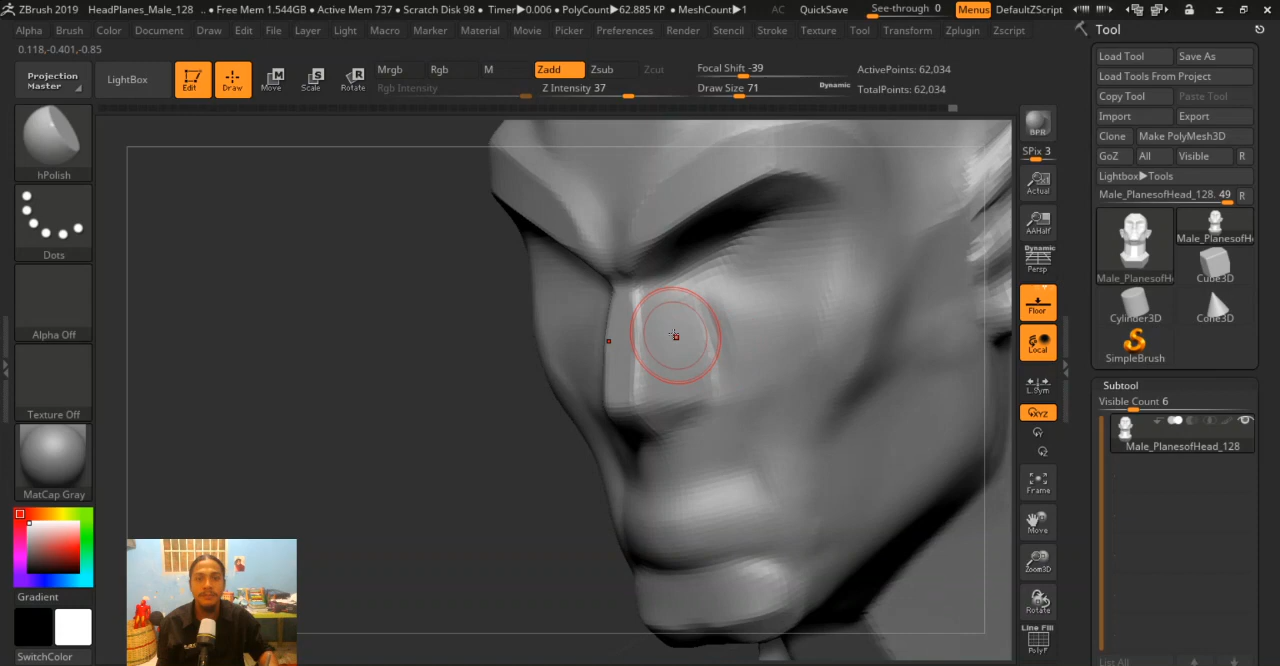 ZBrush 2019 HeadPlanes_Male_128 .. ● Free Mem 1.544GB ● Active Mem 737 ● Scratch Disk 98 ● Timer▶0.006 ● PolyCount▶62.885 KP ● MeshCount▶1 AC QuickSave See-through 0 Menus DefaultZScript
Alpha Brush Color Document Draw Edit File Layer Light Macro Marker Material Movie Picker Preferences Render Stencil Stroke Texture Tool Transform Zplugin Zscript
0.118,-0.401,-0.85
Projection
Master
LightBox
Edit
Draw
Move
Scale
Rotate
Mrgb Rgb M
Rgb Intensity
Zadd Zsub Zcut
Z Intensity 37
Focal Shift -39
Draw Size 71
Dynamic
ActivePoints: 62,034
TotalPoints: 62,034
hPolish
Dots
Alpha Off
Texture Off
MatCap Gray
Gradient
SwitchColor
BPR
SPix 3
Actual
AAHalf
Dynamic
Persp
Floor
Local
L.Sym
XYZ
Y
Z
Frame
Move
Zoom3D
Rotate
Line Fill
PolyF
Tool
Load Tool Save As
Load Tools From Project
Copy Tool Paste Tool
Import Export
Clone Make PolyMesh3D
GoZ All Visible R
Lightbox▶Tools
Male_PlanesofHead_128. 49 R
Male_PlanesofHe
Male_PlanesofHe
Cube3D
Cylinder3D
Cone3D
SimpleBrush
Subtool
Visible Count 6
Male_PlanesofHead_128
List All